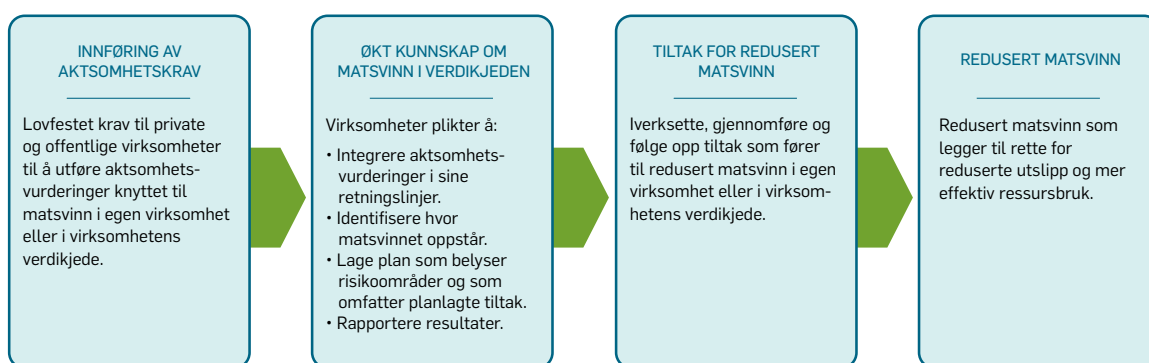 INNFØRING AV
AKTSOMHETSKRAV
Lovfestet krav til private
og offentlige virksomheter
til å utføre aktsomhets-
vurderinger knyttet til
matsvinn i egen virksomhet
eller i virksomhetens
verdikjede.
ØKT KUNNSKAP OM
MATSVINN I VERDIKJEDEN
Virksomheter plikter å:
• Integrere aktsomhets-
vurderinger i sine
retningslinjer.
• Identifisere hvor
matsvinnet oppstår.
• Lage plan som belyser
risikoområder og som
omfatter planlagte tiltak.
• Rapportere resultater.
TILTAK FOR REDUSERT
MATSVINN
Iverksette, gjennomføre og
følge opp tiltak som fører
til redusert matsvinn i egen
virksomhet eller i virksom-
hetens verdikjede.
REDUSERT MATSVINN
Redusert matsvinn som
legger til rette for
reduserte utslipp og mer
effektiv ressursbruk.